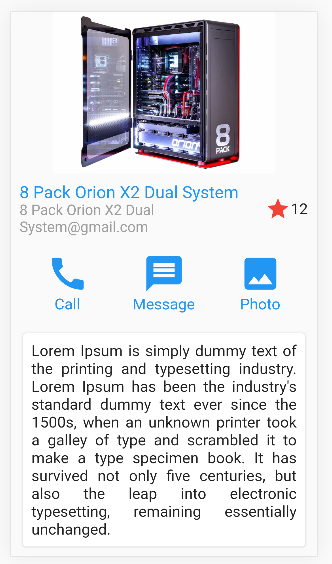 8
PACK
orion
8 Pack Orion X2 Dual System
8 Pack Orion X2 Dual
System@gmail.com
12
Call
Message
Photo
Lorem Ipsum is simply dummy text of
the printing and typesetting industry.
Lorem Ipsum has been the industry's
standard dummy text ever since the
1500s, when an unknown printer took
a galley of type and scrambled it to
make a type specimen book. It has
survived not only five centuries, but
also the leap into electronic
typesetting, remaining essentially
unchanged.